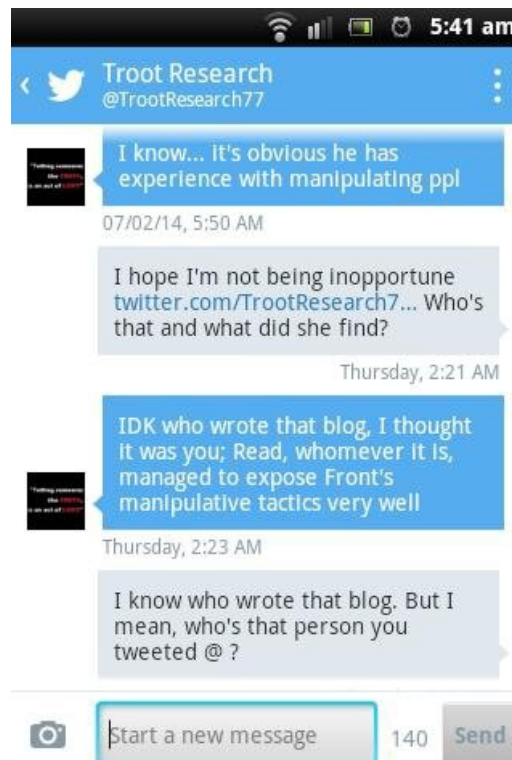 5:41 am
Troot Research
@TrootResearch77
I know... it's obvious he has
experience with manipulating ppl
07/02/14, 5:50 AM
I hope I'm not being inopportune
twitter.com/TrootResearch7... Who's
that and what did she find?
Thursday, 2:21 AM
IDK who wrote that blog, I thought
it was you; Read, whomever it is,
managed to expose Front's
manipulative tactics very well
Thursday, 2:23 AM
I know who wrote that blog. But I
mean, who's that person you
tweeted @ ?
Start a new message
140
Send